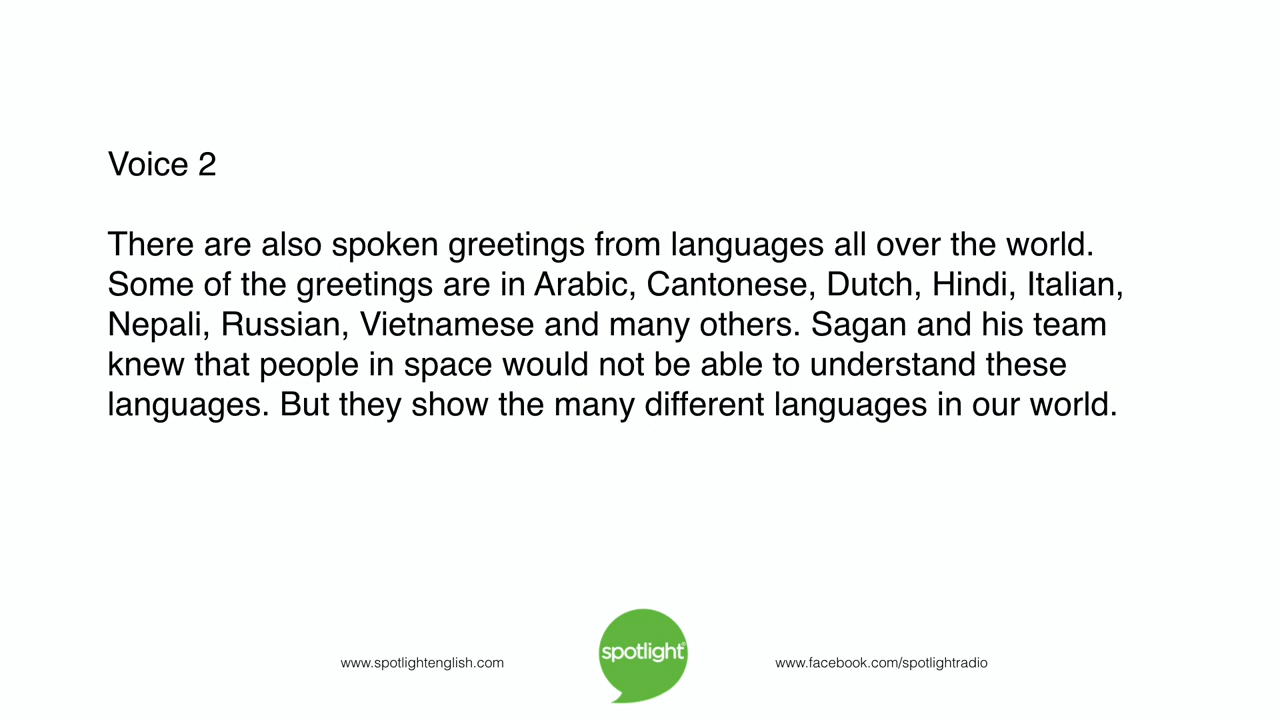 Voice 2
There are also spoken greetings from languages all over the world.
Some of the greetings are in Arabic, Cantonese, Dutch, Hindi, Italian,
Nepali, Russian, Vietnamese and many others. Sagan and his team
knew that people in space would not be able to understand these
languages. But they show the many different languages in our world.
www.spotlightenglish.com
spotlight®
www.facebook.com/spotlightradio